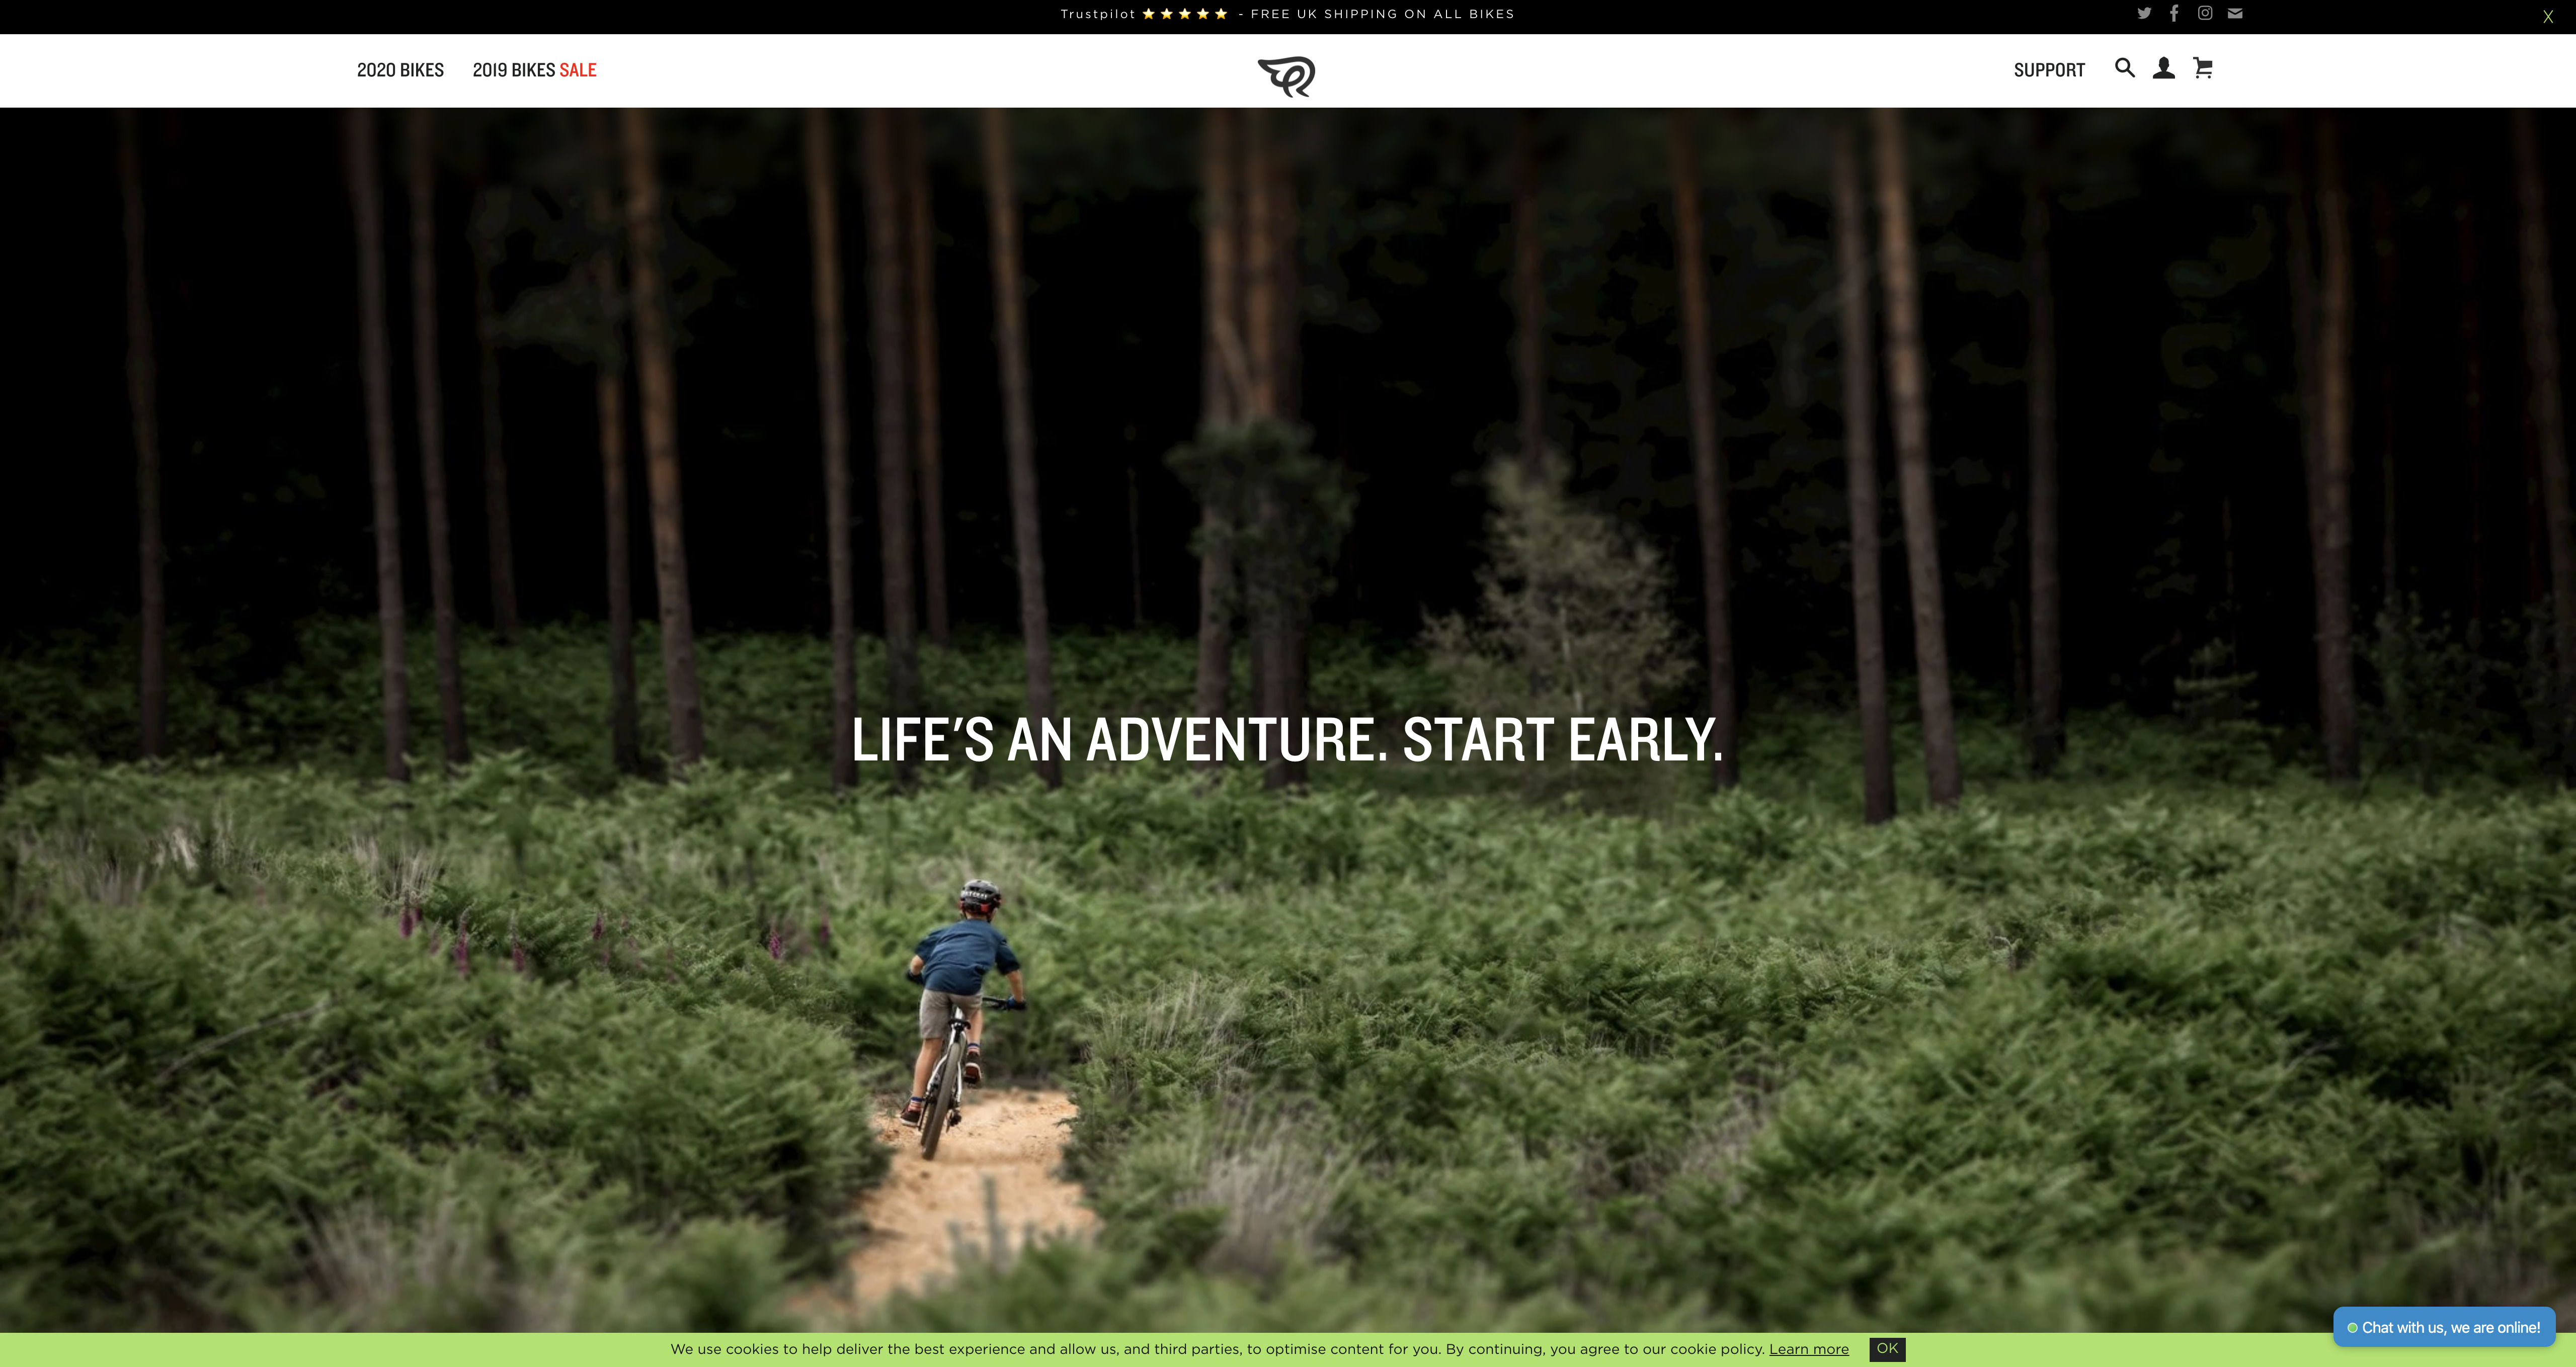 Trustpilot ⭐⭐⭐⭐⭐ - FREE UK SHIPPING ON ALL BIKES
X
2020 BIKES
2019 BIKES SALE
SUPPORT
LIFE'S AN ADVENTURE. START EARLY.
Chat with us, we are online!
We use cookies to help deliver the best experience and allow us, and third parties, to optimise content for you. By continuing, you agree to our cookie policy. Learn more
OK